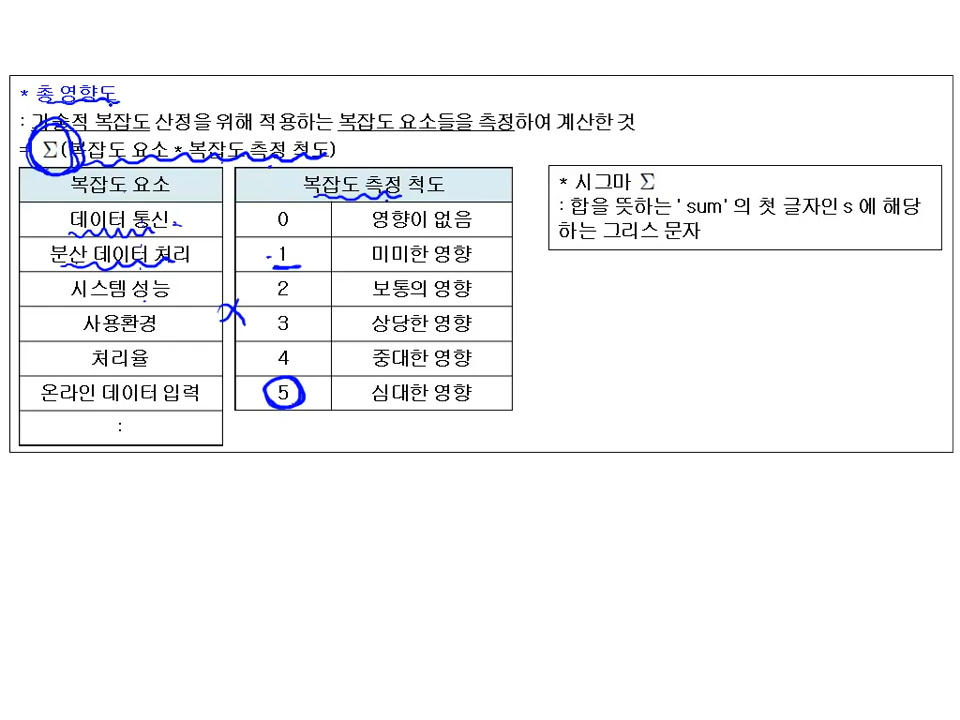 * 총 영향도
: 기술적 복잡도 산정을 위해 적용하는 복잡도 요소들을 측정하여 계산한 것
= Σ(복잡도 요소 * 복잡도 측정 척도)
복잡도 요소
데이터 통신
분산 데이터 처리
시스템 성능
사용환경
처리율
온라인 데이터 입력
:
복잡도 측정 척도
0 영향이 없음
1 미미한 영향
2 보통의 영향
3 상당한 영향
4 중대한 영향
5 심대한 영향
* 시그마 Σ
: 합을 뜻하는 ' sum' 의 첫 글자인 s 에 해당
하는 그리스 문자